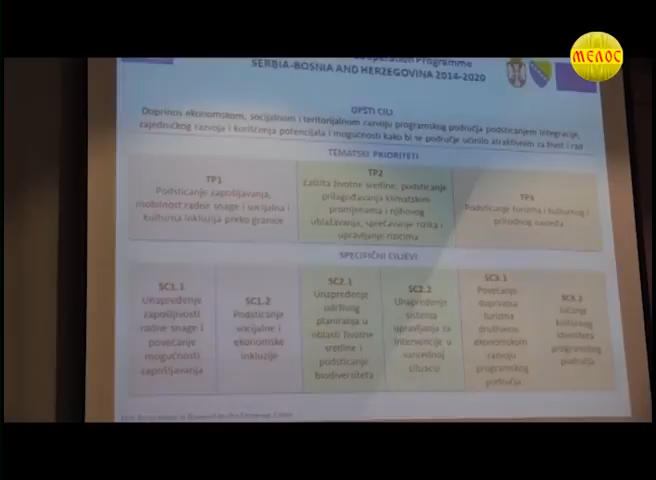 МЕЛОС
Cooperation Programme
SERBIA-BOSNIA AND HERZEGOVINA 2014-2020
OPŠTI CILJ
Doprinos ekonomskom, socijalnom i teritorijalnom razvoju programskog područja podsticanjem integracije,
zajedničkog razvoja i korišćenja potencijala i mogućnosti kako bi se područje učinilo atraktivnim za život i rad
TEMATSKI PRIORITETI
TP1
Podsticanje zapošljavanja,
mobilnost radne snage i socijalna i
kulturna inkluzija preko granice
TP2
Zaštita životne sredine, podsticanje
prilagođavanja klimatskim
promjenama i njihovog
ublažavanja, sprečavanje rizika i
upravljanje rizicima
TP3
Podsticanje turizma i kulturnog i
prirodnog nasleđa
SPECIFIČNI CILJEVI
SC1.1
Unapređenje
zapošljivosti
radne snage i
povećanje
mogućnosti
zapošljavanja
SC1.2
Podsticanje
socijalne i
ekonomske
inkluzije
SC2.1
Unapređenje
održivog
planiranja u
oblasti životne
sredine i
podsticanje
biodiverziteta
SC2.2
Unapređenje
sistema
upravljanja za
intervencije u
vanrednoj
situaciji
SC3.1
Povećanje
doprinosa
turizma
društveno
ekonomskom
razvoju
programskog
područja
SC3.2
Jačanje
kulturnog
identiteta
programskog
područja